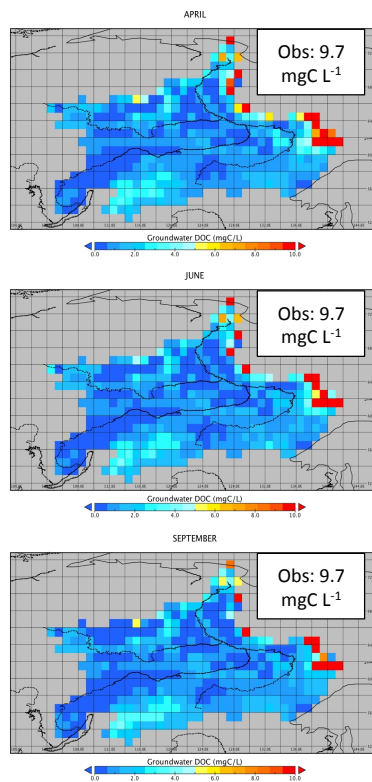 APRIL
Obs: 9.7
mgC L-1
Groundwater DOC (mgC/L)
0.0 2.0 4.0 6.0 8.0 10.0
JUNE
Obs: 9.7
mgC L-1
Groundwater DOC (mgC/L)
0.0 2.0 4.0 6.0 8.0 10.0
SEPTEMBER
Obs: 9.7
mgC L-1
Groundwater DOC (mgC/L)
0.0 2.0 4.0 6.0 8.0 10.0